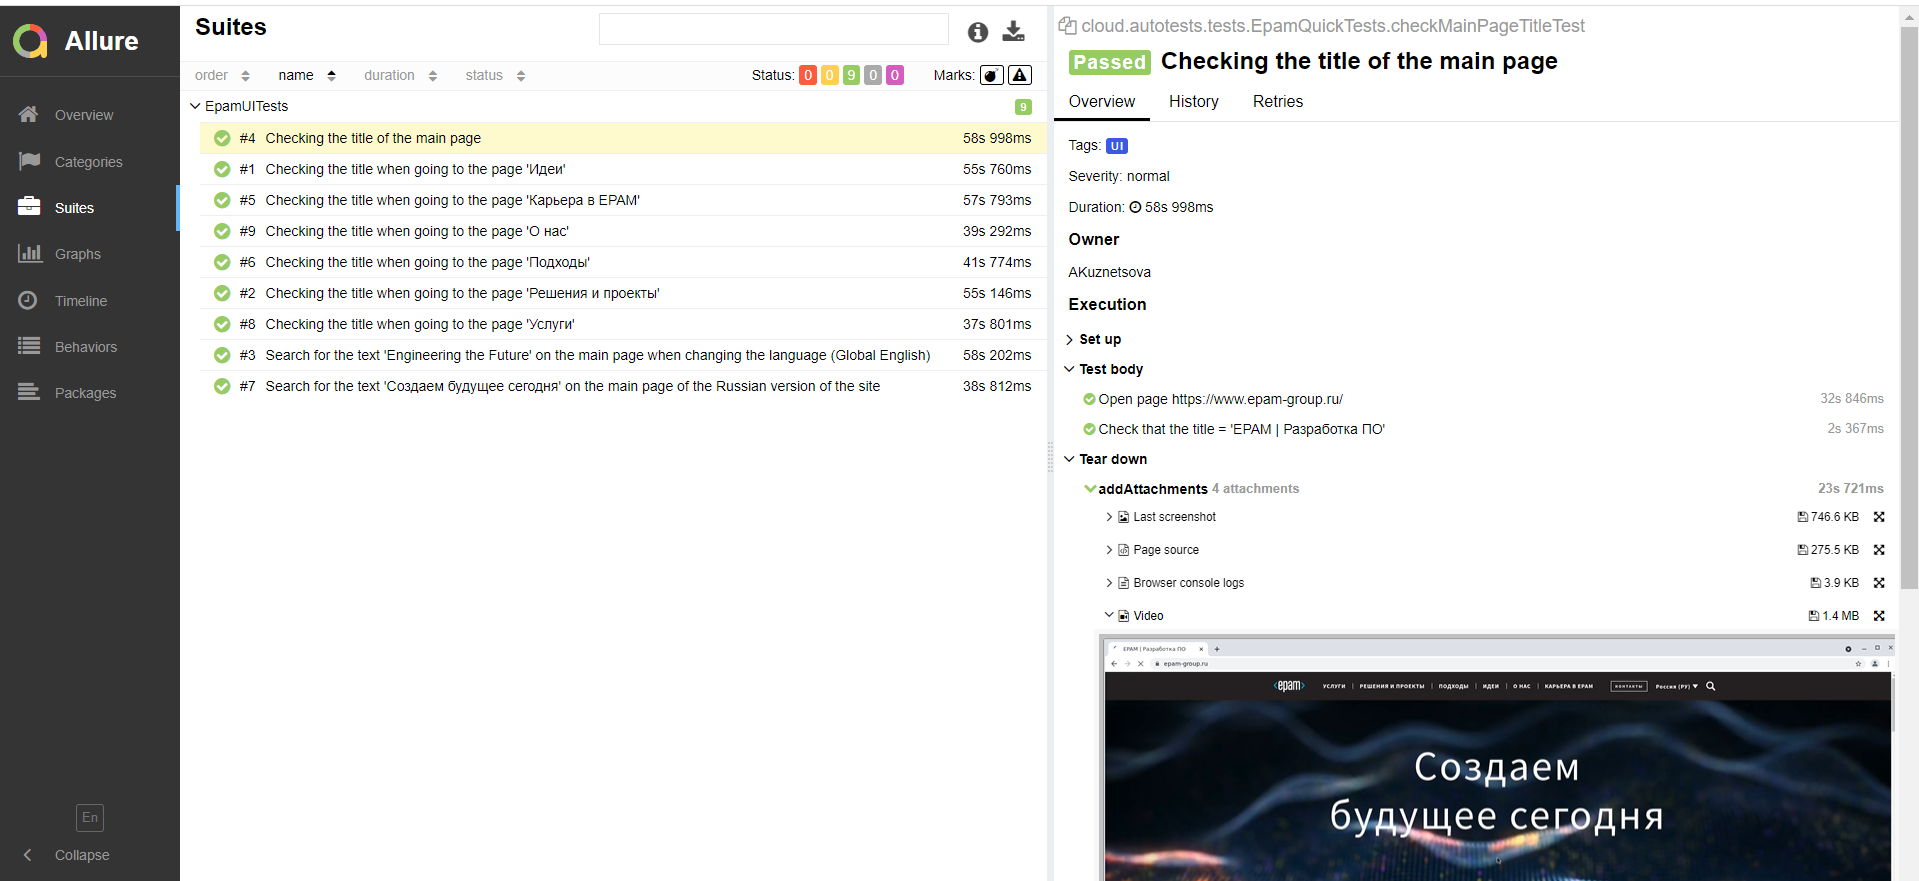 Allure
Overview
Categories
Suites
Graphs
Timeline
Behaviors
Packages
En
Collapse
Suites
order name duration status Status: 0 0 9 0 0 Marks:
EpamUITests 9
#4 Checking the title of the main page 58s 998ms
#1 Checking the title when going to the page 'Идеи' 55s 760ms
#5 Checking the title when going to the page 'Карьера в EPAM' 57s 793ms
#9 Checking the title when going to the page 'О нас' 39s 292ms
#6 Checking the title when going to the page 'Подходы' 41s 774ms
#2 Checking the title when going to the page 'Решения и проекты' 55s 146ms
#8 Checking the title when going to the page 'Услуги' 37s 801ms
#3 Search for the text 'Engineering the Future' on the main page when changing the language (Global English) 58s 202ms
#7 Search for the text 'Создаем будущее сегодня' on the main page of the Russian version of the site 38s 812ms
cloud.autotests.tests.EpamQuickTests.checkMainPageTitleTest
Passed Checking the title of the main page
Overview History Retries
Tags: UI
Severity: normal
Duration: 58s 998ms
Owner
AKuznetsova
Execution
Set up
Test body
Open page https://www.epam-group.ru/ 32s 846ms
Check that the title = 'EPAM | Разработка ПО' 2s 367ms
Tear down
addAttachments 4 attachments 23s 721ms
Last screenshot 746.6 KB
Page source 275.5 KB
Browser console logs 3.9 KB
Video 1.4 MB
EPAM | Разработка ПО
epam-group.ru
<epam> УСЛУГИ | РЕШЕНИЯ И ПРОЕКТЫ | ПОДХОДЫ | ИДЕИ | О НАС | КАРЬЕРА В EPAM КОНТАКТЫ Россия (РУ)
Создаем
будущее сегодня